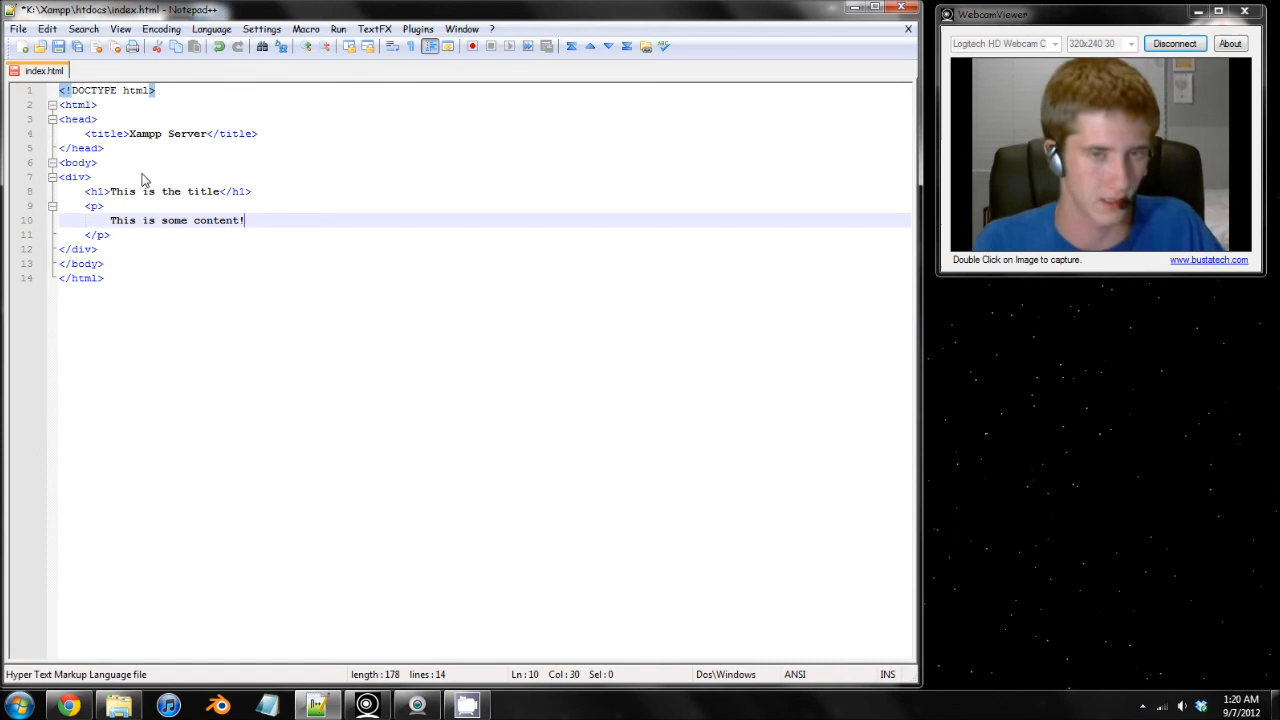 *K:\Xampp\htdocs\index.html - Notepad++
File Edit Search View Encoding Language Settings Macro Run TextFX Plugins Window ? X
index.html
1 <!DOCTYPE html>
2 <html>
3 <head>
4 <title>Xampp Server</title>
5 </head>
6 <body>
7 <div>
8 <h1>This is the title</h1>
9 <p>
10 This is some content!
11 </p>
12 </div>
13 </body>
14 </html>
Hyper Text Markup Language file length : 178 lines : 14 Ln : 10 Col : 30 Sel : 0 Dos\Windows ANSI INS
WebcamViewer
Logitech HD Webcam C 320x240 30 Disconnect About
Double Click on Image to capture. www.bustatech.com
1:20 AM
9/7/2012